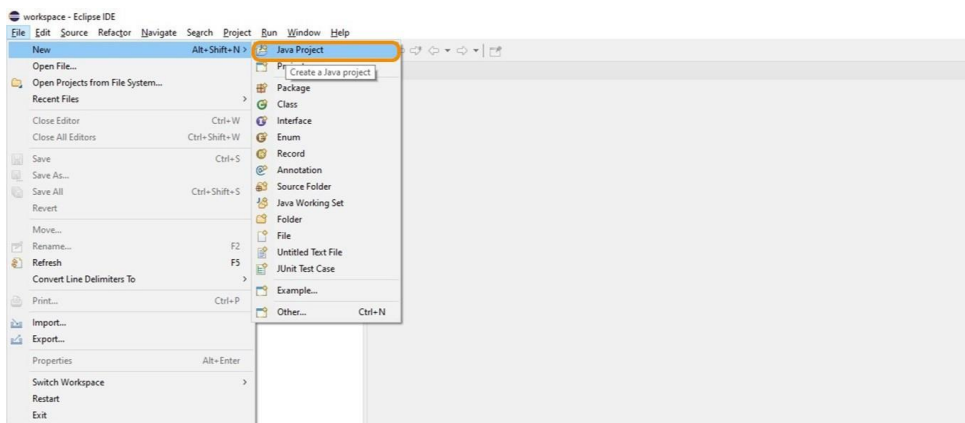 workspace - Eclipse IDE
File Edit Source Refactor Navigate Search Project Run Window Help
New Alt+Shift+N >
Open File...
Open Projects from File System...
Recent Files >
Close Editor Ctrl+W
Close All Editors Ctrl+Shift+W
Save Ctrl+S
Save As...
Save All Ctrl+Shift+S
Revert
Move...
Rename... F2
Refresh F5
Convert Line Delimiters To >
Print... Ctrl+P
Import...
Export...
Properties Alt+Enter
Switch Workspace >
Restart
Exit
Java Project
Create a Java project
Package
Class
Interface
Enum
Record
Annotation
Source Folder
Java Working Set
Folder
File
Untitled Text File
JUnit Test Case
Example...
Other... Ctrl+N